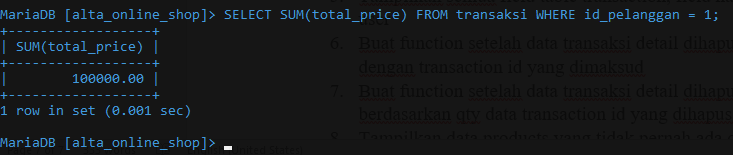 MariaDB [alta_online_shop]> SELECT SUM(total_price) FROM transaksi WHERE id_pelanggan = 1;
+------------------+
| SUM(total_price) |
+------------------+
|        100000.00 |
+------------------+
1 row in set (0.001 sec)
MariaDB [alta_online_shop]>
6. Buat function setelah data transaksi detail dihapu
dengan transaction id yang dimaksud
7. Buat function setelah data transaksi detail dihapu
berdasarkan qty data transaction id yang dihapus
8. Tampilkan data products yang tidak pernah ada